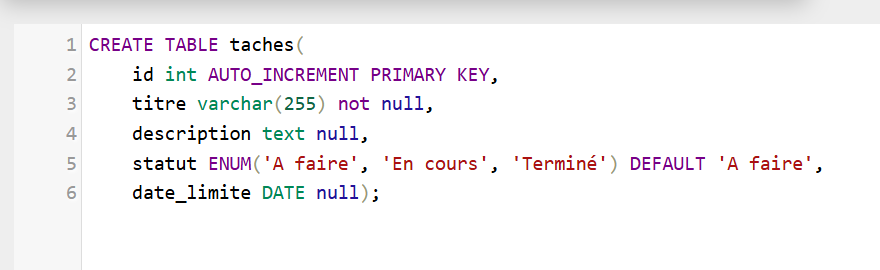 1 CREATE TABLE taches(
2 id int AUTO_INCREMENT PRIMARY KEY,
3 titre varchar(255) not null,
4 description text null,
5 statut ENUM('A faire', 'En cours', 'Terminé') DEFAULT 'A faire',
6 date_limite DATE null);